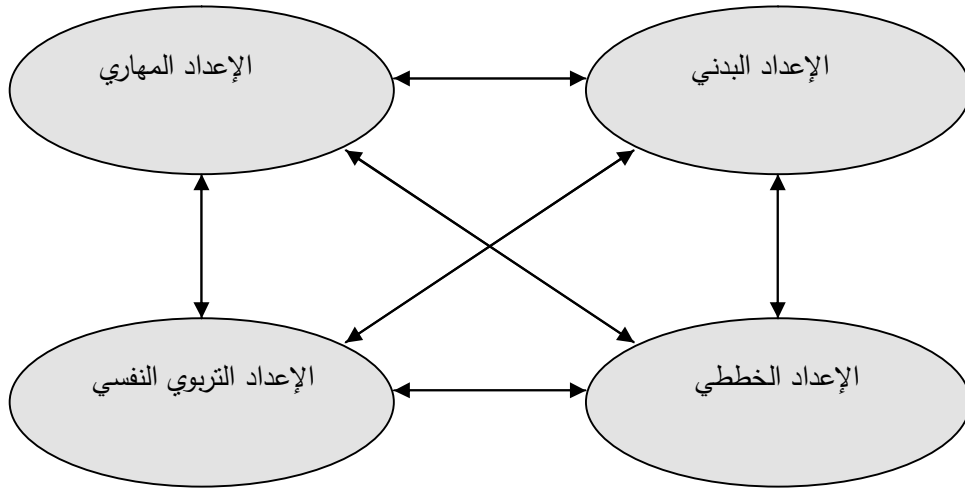 الإعداد البدني
الإعداد المهاري
الإعداد الخططي
الإعداد التربوي النفسي